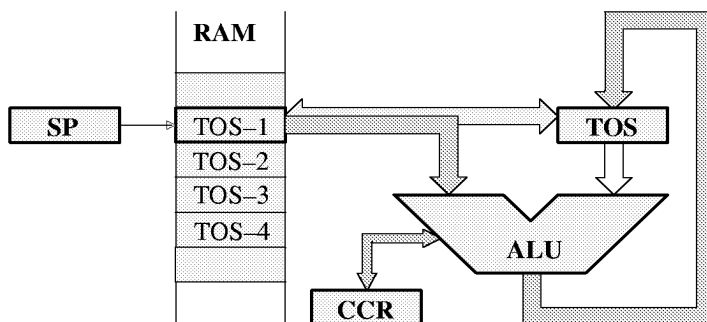 RAM
SP
TOS–1
TOS
TOS–2
TOS–3
TOS–4
ALU
CCR